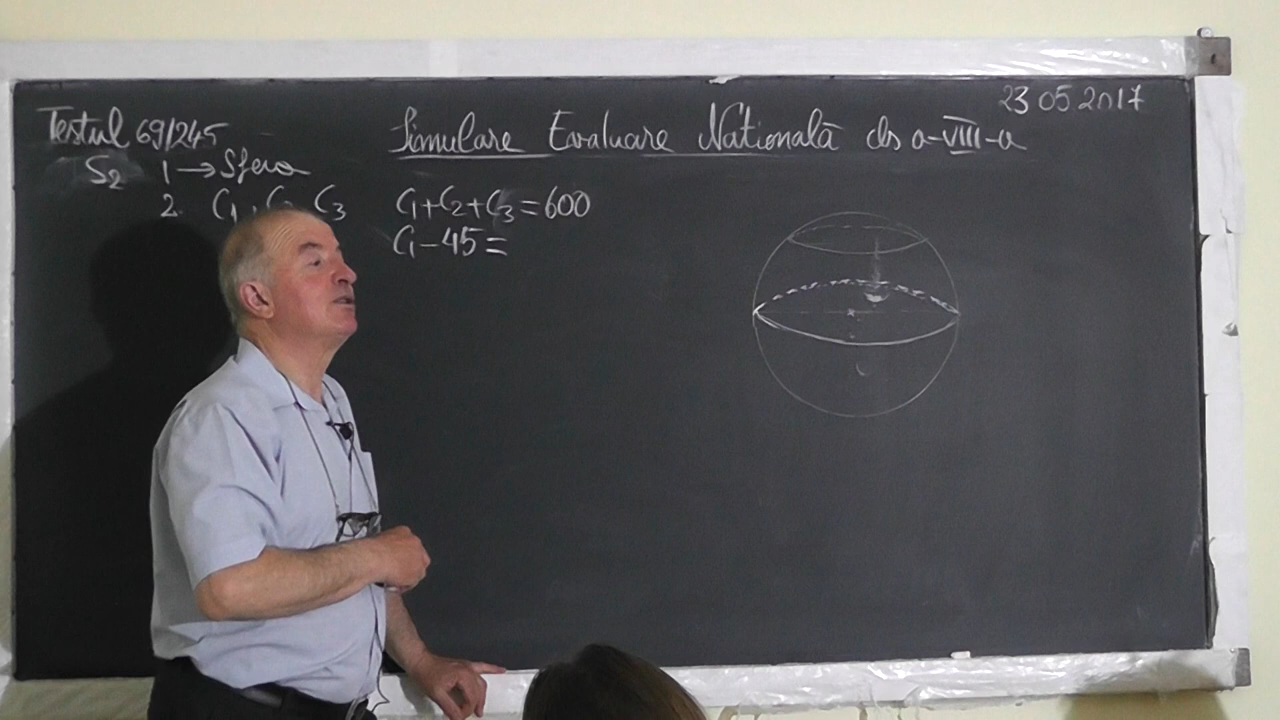 23 05 2017
Testul 69/245 Simulare Evaluare Natională cls a-VIII-a
S2 1 → Sfera
2. C1, C2, C3 C1+C2+C3=600
C1-45=